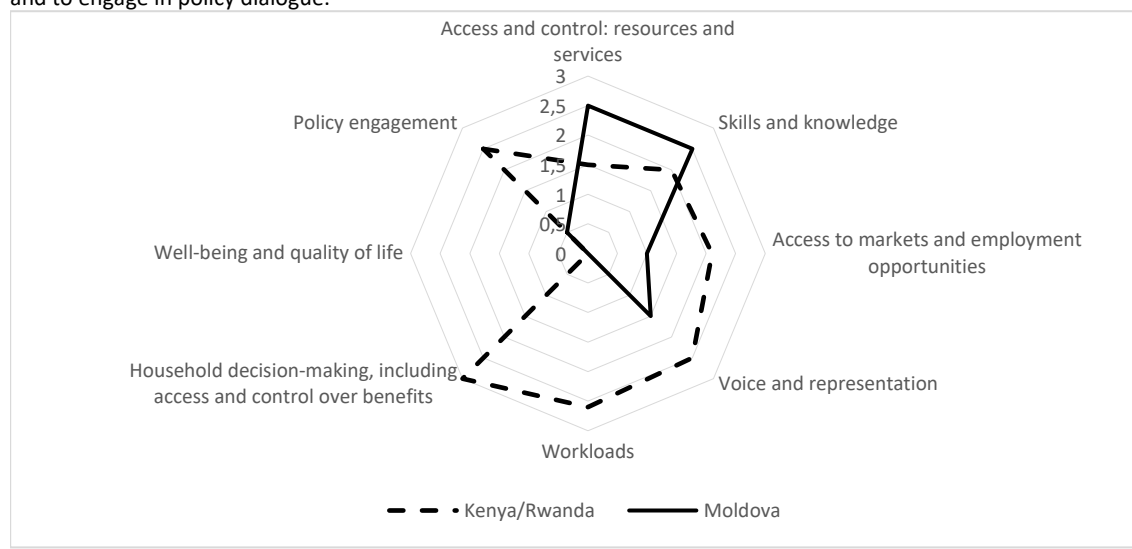 and to engage in policy dialogue.
Access and control: resources and
services
3
2,5
2
1,5
1
0,5
0
Policy engagement
Skills and knowledge
Well-being and quality of life
Access to markets and employment
opportunities
Household decision-making, including
access and control over benefits
Voice and representation
Workloads
Kenya/Rwanda
Moldova